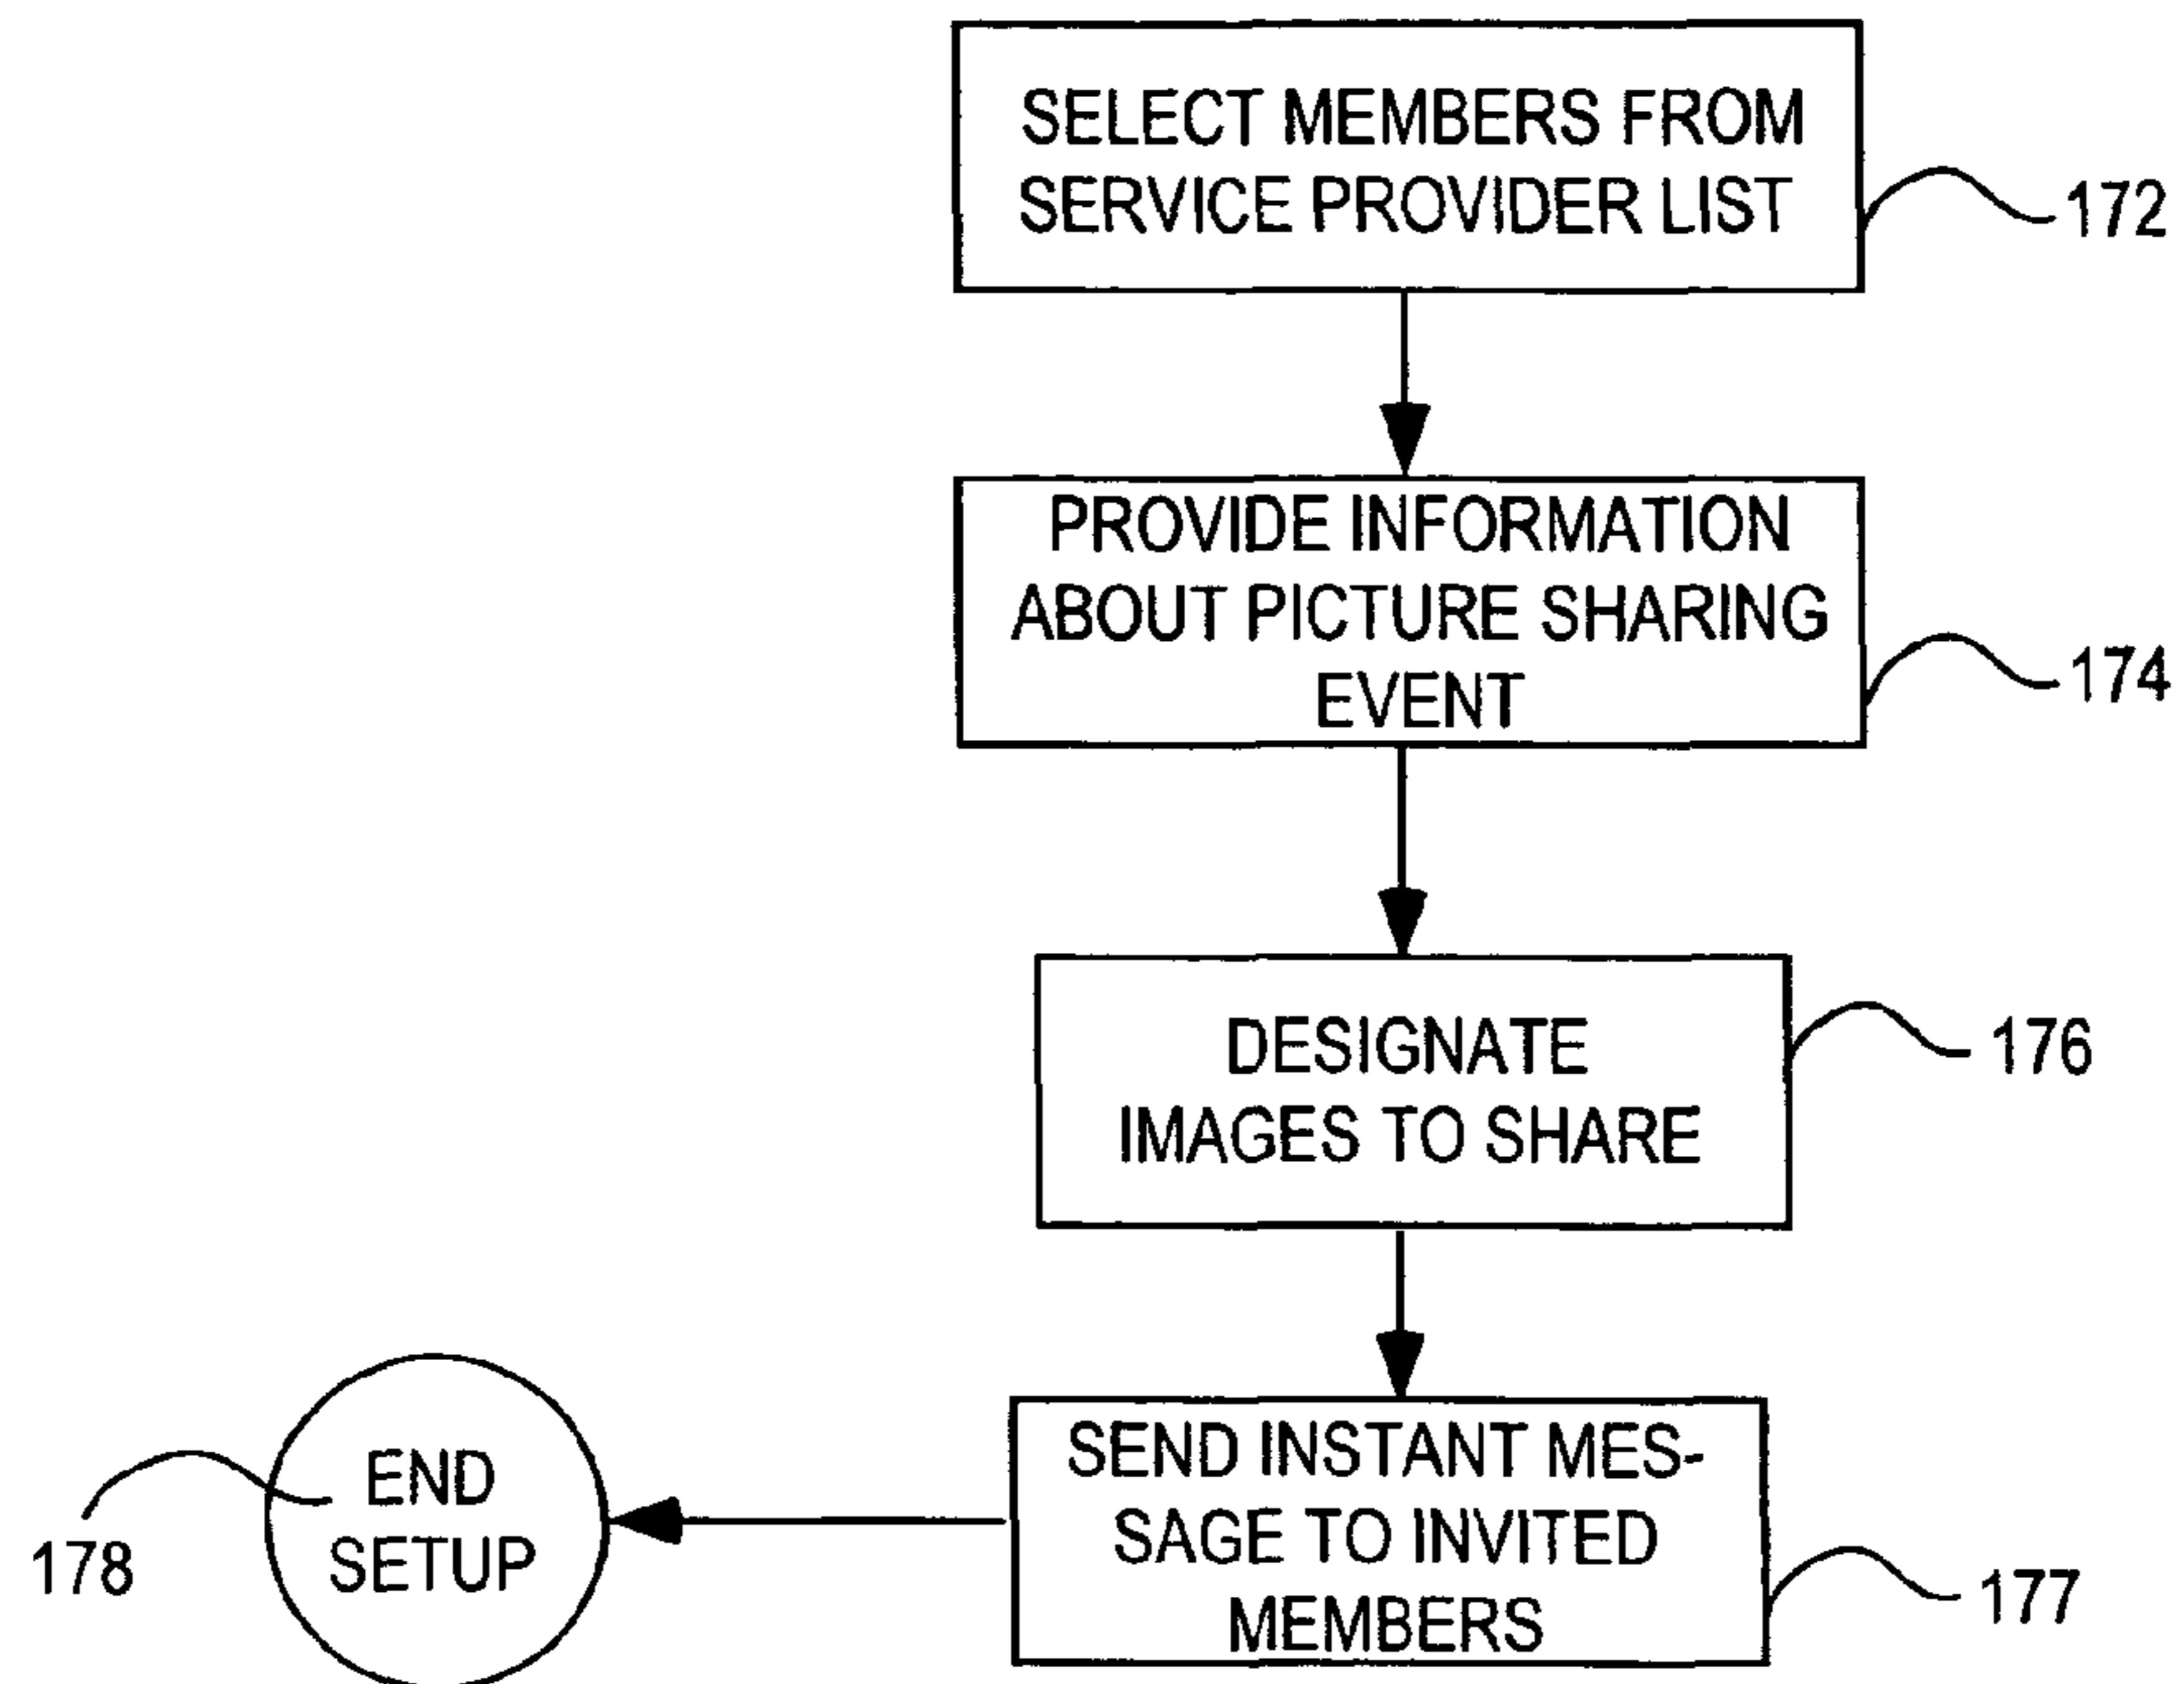 SELECT MEMBERS FROM
SERVICE PROVIDER LIST
172
PROVIDE INFORMATION
ABOUT PICTURE SHARING
EVENT
174
DESIGNATE
IMAGES TO SHARE
176
SEND INSTANT MES-
SAGE TO INVITED
MEMBERS
177
END
SETUP
178